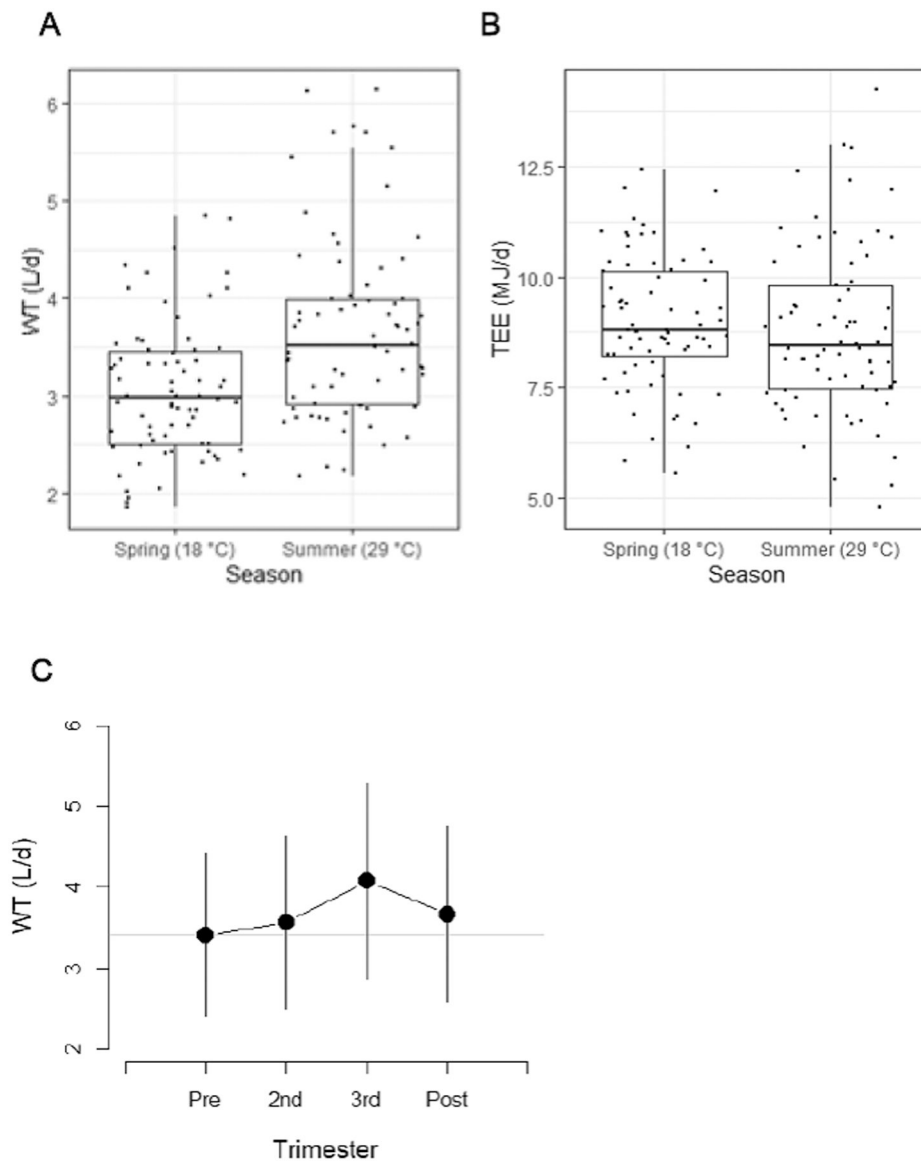 A
WT (L/d)
6
5
4
3
2
Spring (18 °C)
Summer (29 °C)
Season
B
TEE (MJ/d)
12.5
10.0
7.5
5.0
Spring (18 °C)
Summer (29 °C)
Season
C
WT (L/d)
6
5
4
3
2
Pre
2nd
3rd
Post
Trimester